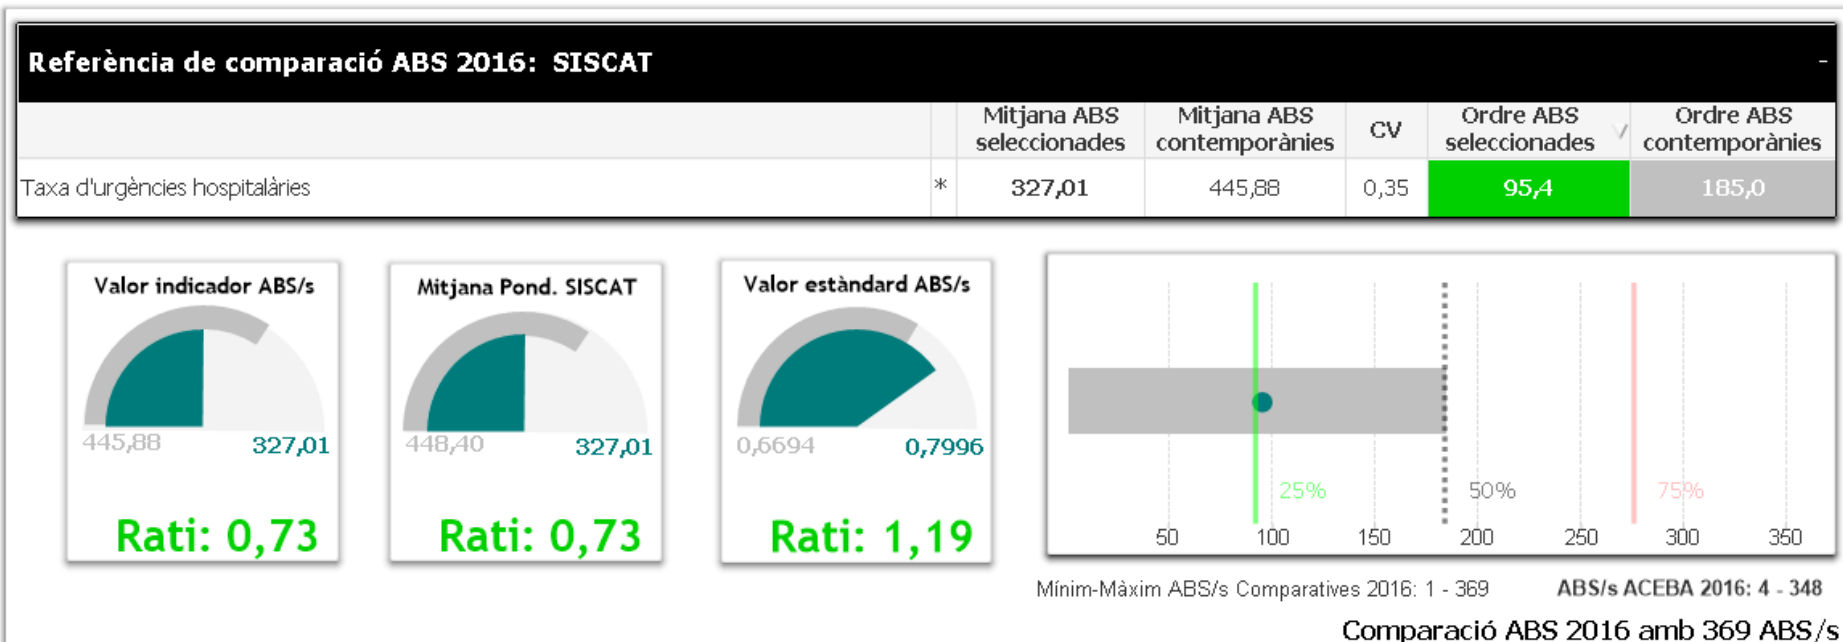 Referència de comparació ABS 2016: SISCAT
-
Mitjana ABS seleccionades
Mitjana ABS contemporànies
CV
Ordre ABS seleccionades
Ordre ABS contemporànies
Taxa d'urgències hospitalàries * 327,01 445,88 0,35 95,4 185,0
Valor indicador ABS/s
445,88 327,01
Rati: 0,73
Mitjana Pond. SISCAT
448,40 327,01
Rati: 0,73
Valor estàndard ABS/s
0,6694 0,7996
Rati: 1,19
25% 50% 75%
50 100 150 200 250 300 350
Mínim-Màxim ABS/s Comparatives 2016: 1 - 369 ABS/s ACEBA 2016: 4 - 348
Comparació ABS 2016 amb 369 ABS/s